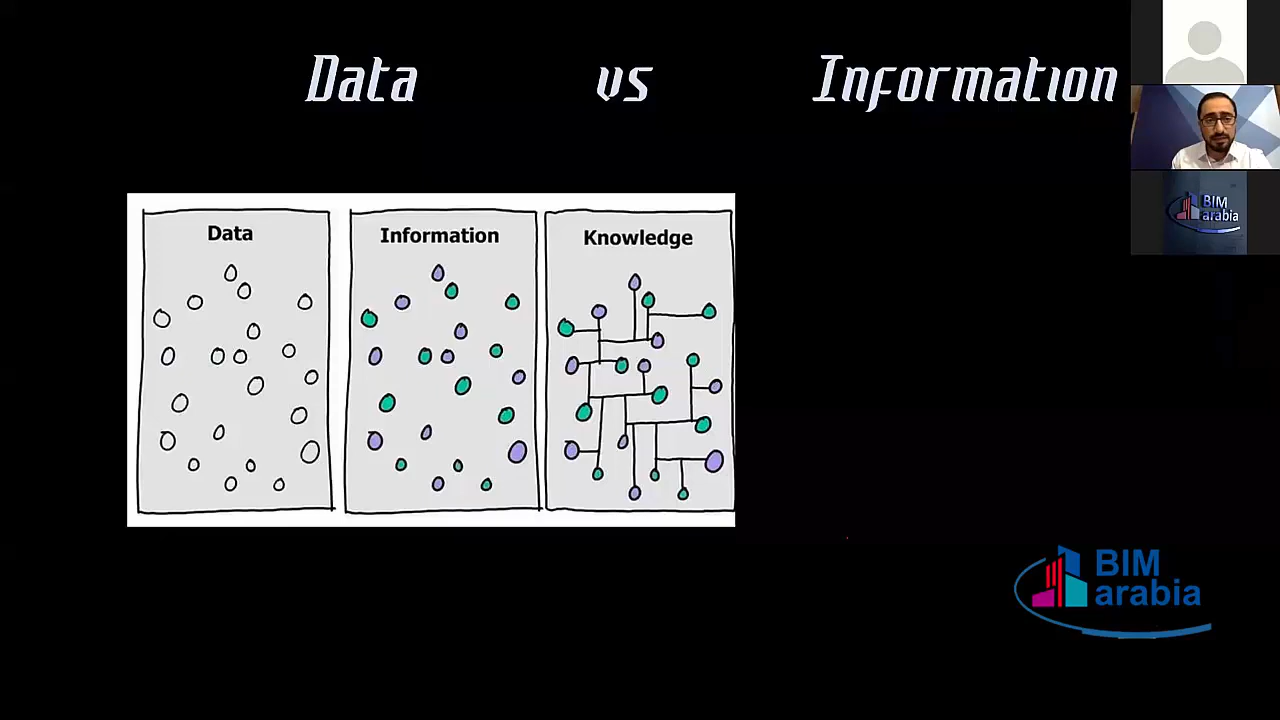 Data vs Information
Data
Information
Knowledge
BIM
arabia
BIM
arabia